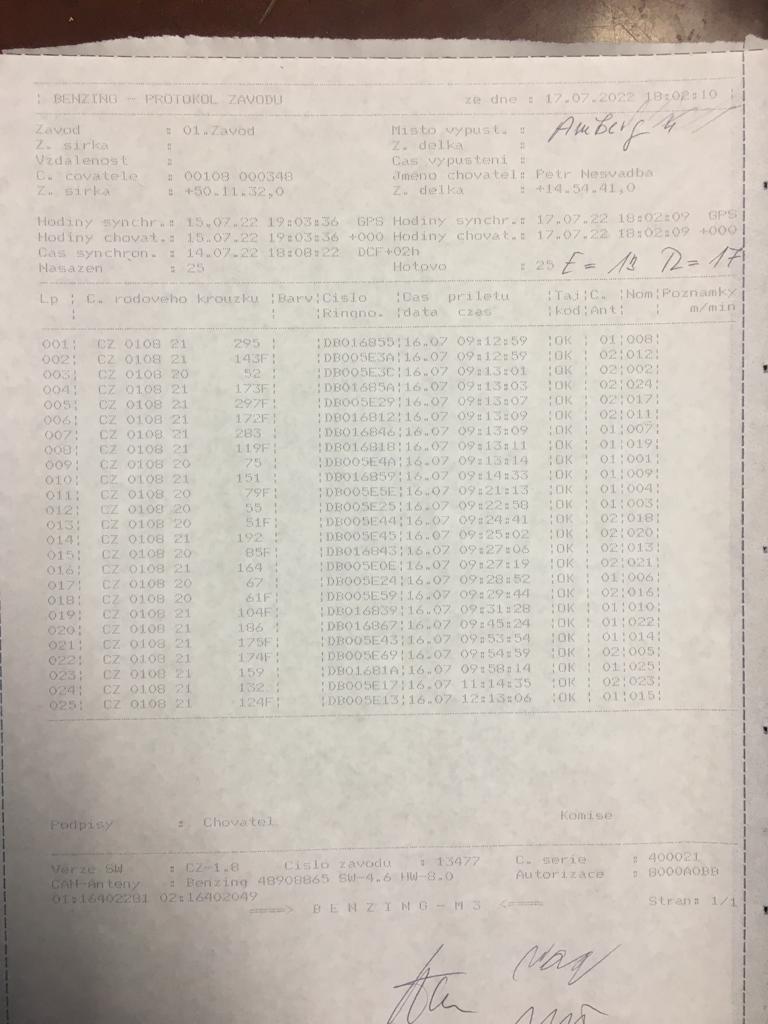 BENZING - PROTOKOL ZAVODU ze dne : 17.07.2022 18:02:10
Zavod : 01.Zavod Misto vypust. : Amberg
Z. sirka : Z. delka :
Vzdalenost : Cas vypusteni :
C. covatele : 00108 000348 Jmeno chovatel: Petr Nesvadba
Z. sirka : +50.11.32,0 Z. delka : +14.54.41,0
Hodiny synchr.: 15.07.22 19:03:36 GPS Hodiny synchr.: 17.07.22 18:02:09 GPS
Hodiny chovat.: 15.07.22 19:03:36 +000 Hodiny chovat.: 17.07.22 18:02:09 +000
Cas synchron. : 14.07.22 18:08:22 DCF+02h
Nasazen : 25 Hotovo : 25 E = 19 = 17
Lp ¦ C. rodoveho krouzku ¦Barv¦Cislo ¦Cas priletu ¦Taj¦C. ¦Nom¦Poznamky
¦ ¦ ¦Ringno. ¦data czas ¦kod¦Ant¦ ¦ m/min
001¦ CZ 0108 21 295 ¦ ¦DB016855¦16.07 09:12:59 ¦OK ¦ 01¦008¦
002¦ CZ 0108 21 143F¦ ¦DB005E3A¦16.07 09:12:59 ¦OK ¦ 02¦012¦
003¦ CZ 0108 20 52 ¦ ¦DB005E3C¦16.07 09:13:01 ¦OK ¦ 02¦002¦
004¦ CZ 0108 21 173F¦ ¦DB01685A¦16.07 09:13:03 ¦OK ¦ 02¦024¦
005¦ CZ 0108 21 297F¦ ¦DB005E29¦16.07 09:13:07 ¦OK ¦ 02¦017¦
006¦ CZ 0108 21 172F¦ ¦DB016812¦16.07 09:13:09 ¦OK ¦ 02¦011¦
007¦ CZ 0108 21 283 ¦ ¦DB016846¦16.07 09:13:09 ¦OK ¦ 01¦007¦
008¦ CZ 0108 21 119F¦ ¦DB016818¦16.07 09:13:11 ¦OK ¦ 01¦019¦
009¦ CZ 0108 20 75 ¦ ¦DB005E4A¦16.07 09:13:14 ¦OK ¦ 01¦001¦
010¦ CZ 0108 21 151 ¦ ¦DB016859¦16.07 09:14:33 ¦OK ¦ 01¦009¦
011¦ CZ 0108 20 79F¦ ¦DB005E5E¦16.07 09:21:13 ¦OK ¦ 01¦004¦
012¦ CZ 0108 20 55 ¦ ¦DB005E25¦16.07 09:22:58 ¦OK ¦ 01¦003¦
013¦ CZ 0108 20 51F¦ ¦DB005E44¦16.07 09:24:41 ¦OK ¦ 02¦018¦
014¦ CZ 0108 21 192 ¦ ¦DB005E45¦16.07 09:25:02 ¦OK ¦ 02¦020¦
015¦ CZ 0108 20 85F¦ ¦DB016843¦16.07 09:27:06 ¦OK ¦ 02¦013¦
016¦ CZ 0108 21 164 ¦ ¦DB005E0E¦16.07 09:27:19 ¦OK ¦ 02¦021¦
017¦ CZ 0108 20 67 ¦ ¦DB005E24¦16.07 09:28:52 ¦OK ¦ 01¦006¦
018¦ CZ 0108 20 61F¦ ¦DB005E59¦16.07 09:29:44 ¦OK ¦ 02¦016¦
019¦ CZ 0108 21 104F¦ ¦DB016839¦16.07 09:31:28 ¦OK ¦ 01¦010¦
020¦ CZ 0108 21 186 ¦ ¦DB016867¦16.07 09:45:24 ¦OK ¦ 01¦022¦
021¦ CZ 0108 21 175F¦ ¦DB005E43¦16.07 09:53:54 ¦OK ¦ 01¦014¦
022¦ CZ 0108 21 174F¦ ¦DB005E69¦16.07 09:54:59 ¦OK ¦ 02¦005¦
023¦ CZ 0108 21 159 ¦ ¦DB01681A¦16.07 09:58:14 ¦OK ¦ 01¦025¦
024¦ CZ 0108 21 132 ¦ ¦DB005E17¦16.07 11:14:35 ¦OK ¦ 02¦023¦
025¦ CZ 0108 21 124F¦ ¦DB005E13¦16.07 12:13:06 ¦OK ¦ 01¦015¦
Podpisy : Chovatel Komise
Verze SW : CZ-1.8 Cislo zavodu : 13477 C. serie : 400021
CAM-Anteny : Benzing 48908865 SW-4.6 HW-8.0 Autorizace : 8000A0BB
01:16402281 02:16402049
====> B E N Z I N G - M 3 <==== Stran: 1/1